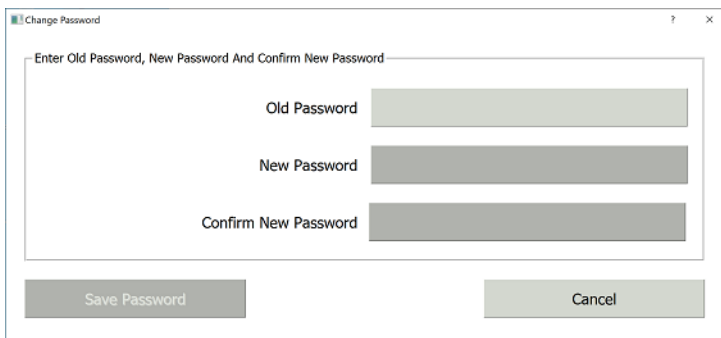 Change Password
?
×
Enter Old Password, New Password And Confirm New Password
Old Password
New Password
Confirm New Password
Save Password
Cancel